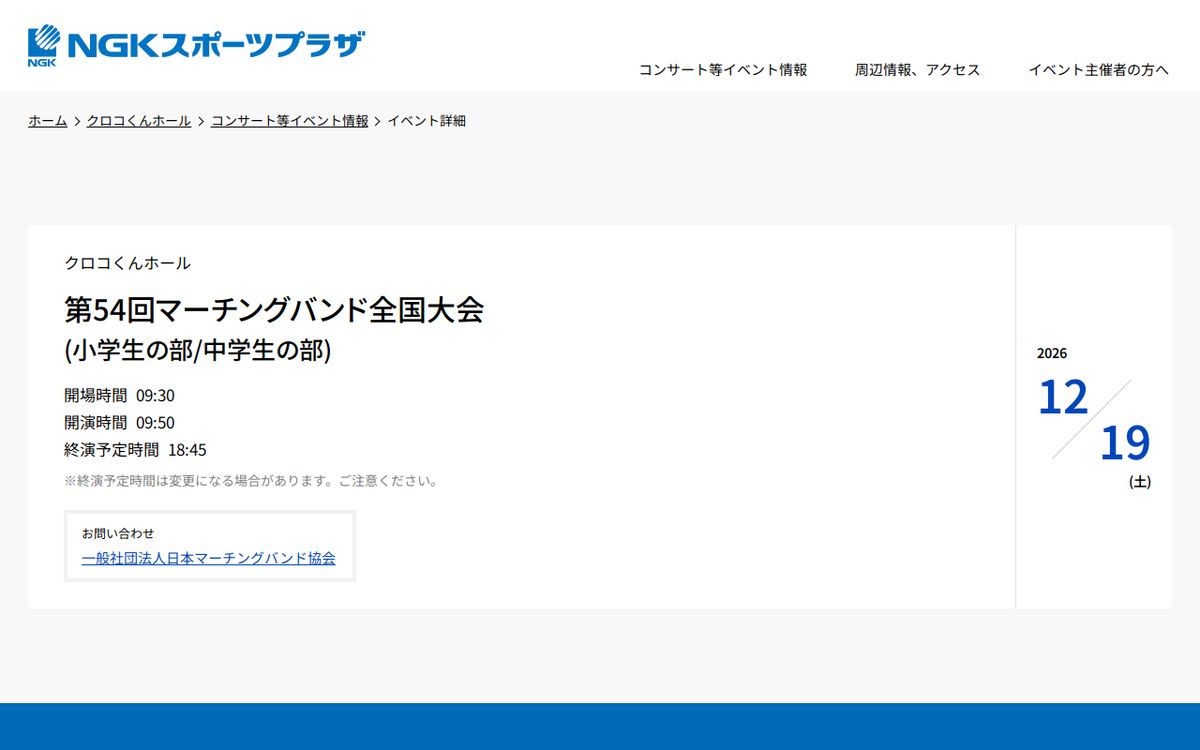 NGK
NGKスポーツプラザ
コンサート等イベント情報 周辺情報、アクセス イベント主催者の方へ
ホーム > クロコくんホール > コンサート等イベント情報 > イベント詳細
クロコくんホール
第54回マーチングバンド全国大会
(小学生の部/中学生の部)
開場時間 09:30
開演時間 09:50
終演予定時間 18:45
※終演予定時間は変更になる場合があります。ご注意ください。
お問い合わせ
一般社団法人日本マーチングバンド協会
2026
12
19
(土)